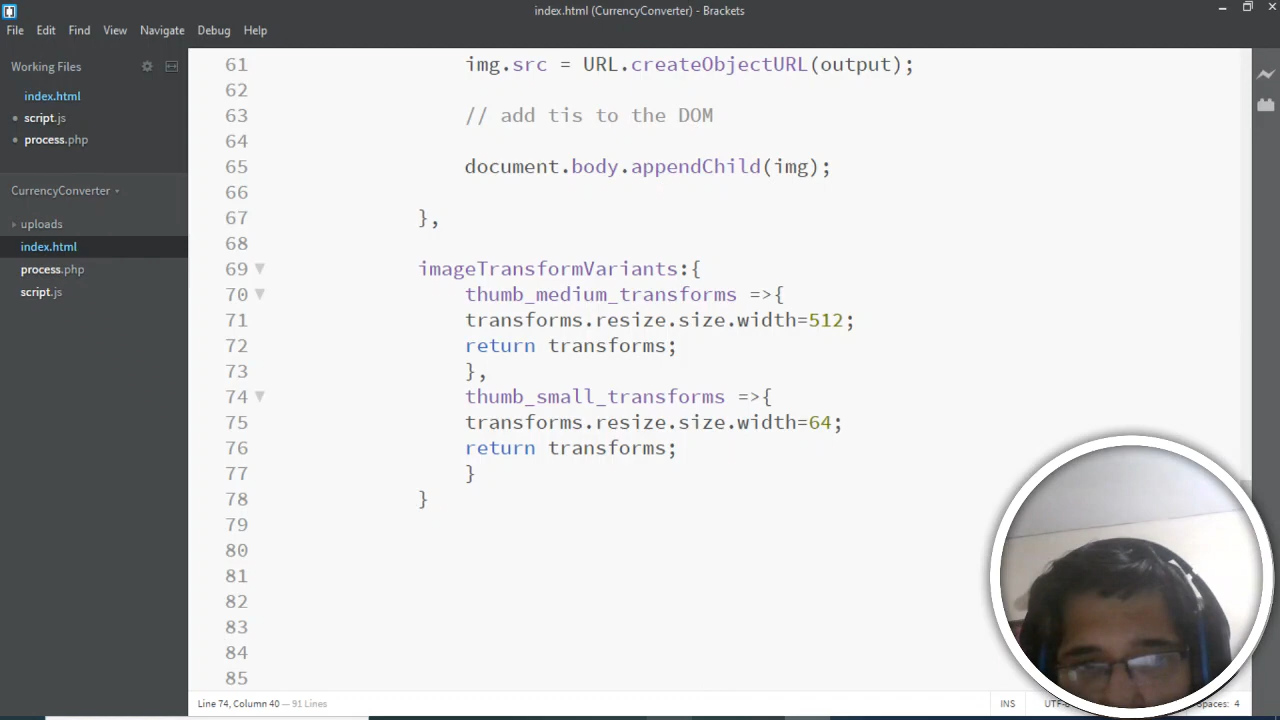 index.html (CurrencyConverter) - Brackets
File Edit Find View Navigate Debug Help
Working Files
index.html
script.js
process.php
CurrencyConverter
uploads
index.html
process.php
script.js
61 img.src = URL.createObjectURL(output);
62
63 // add tis to the DOM
64
65 document.body.appendChild(img);
66
67 },
68
69 imageTransformVariants:{
70 thumb_medium_transforms =>{
71 transforms.resize.size.width=512;
72 return transforms;
73 },
74 thumb_small_transforms =>{
75 transforms.resize.size.width=64;
76 return transforms;
77 }
78 }
79
80
81
82
83
84
85
Line 74, Column 40 — 91 Lines
INS
Spaces: 4